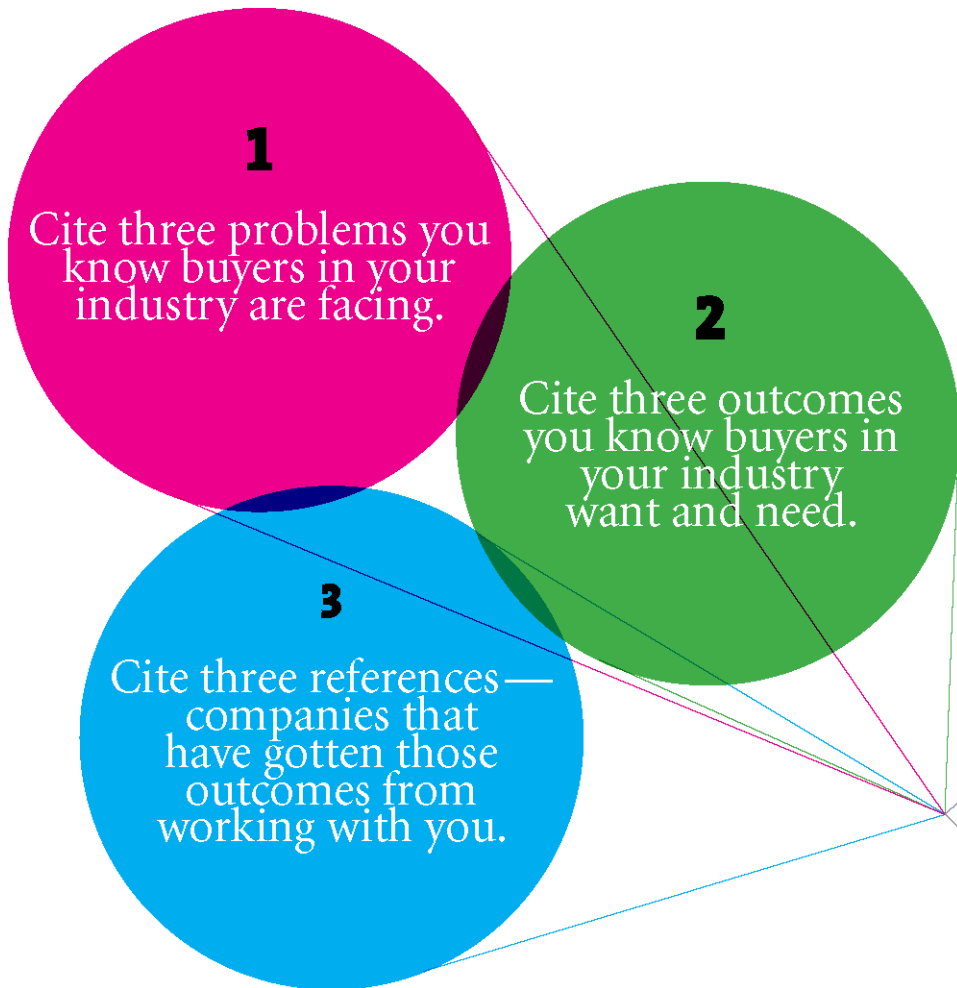 1
Cite three problems you
know buyers in your
industry are facing.
2
Cite three outcomes
you know buyers in
your industry
want and need.
3
Cite three references—
companies that
have gotten those
outcomes from
working with you.